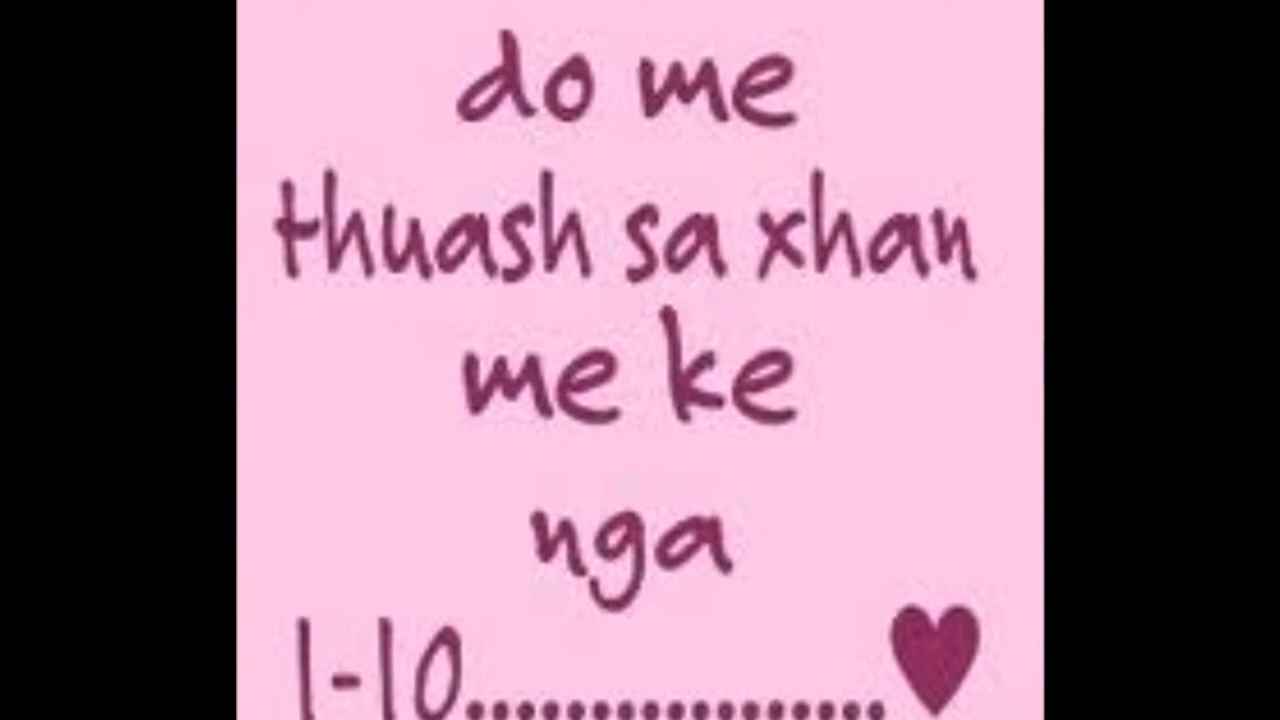 do me
thuash sa xhan
me ke
nga
1-10.................♥